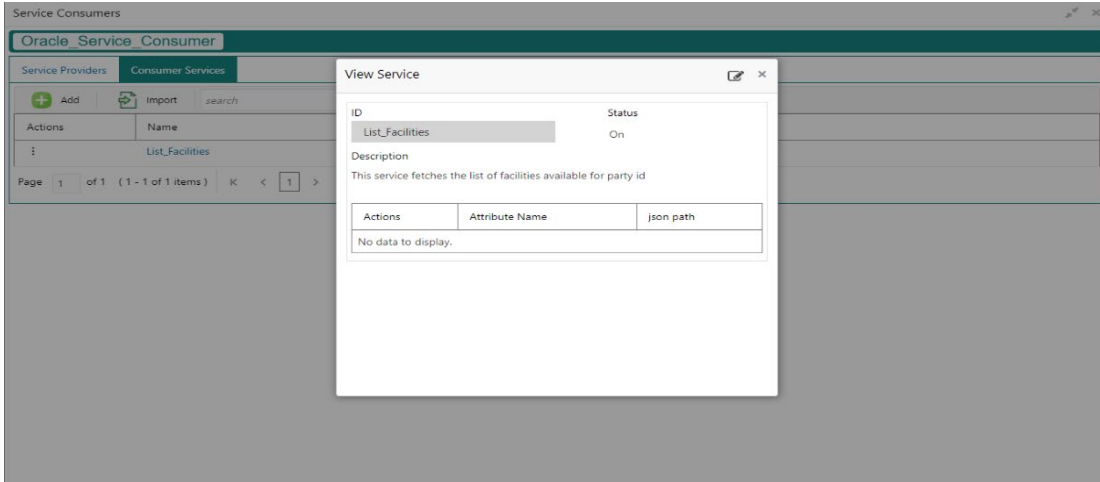 Service Consumers
Oracle_Service_Consumer
Service Providers
Consumer Services
Add
Import
search
Actions
Name
List_Facilities
Page 1 of 1 (1 - 1 of 1 items) K < 1 >
View Service
ID
Status
List_Facilities
On
Description
This service fetches the list of facilities available for party id
Actions
Attribute Name
json path
No data to display.